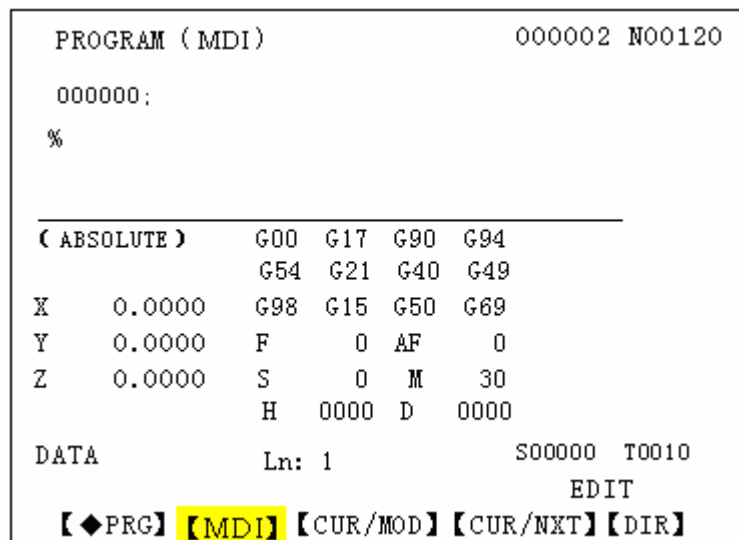 PROGRAM (MDI) 000002 N00120
000000;
%
(ABSOLUTE) G00 G17 G90 G94
G54 G21 G40 G49
X 0.0000 G98 G15 G50 G69
Y 0.0000 F 0 AF 0
Z 0.0000 S 0 M 30
H 0000 D 0000
DATA Ln: 1 S00000 T0010
EDIT
【◆PRG】【MDI】【CUR/MOD】【CUR/NXT】【DIR】